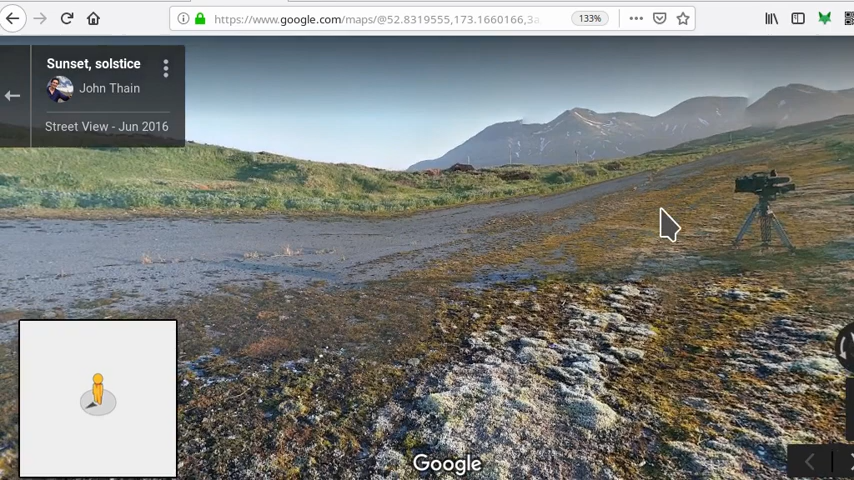 https://www.google.com/maps/@52.8319555,173.1660166,3a
133%
Sunset, solstice
John Thain
Street View - Jun 2016
Google